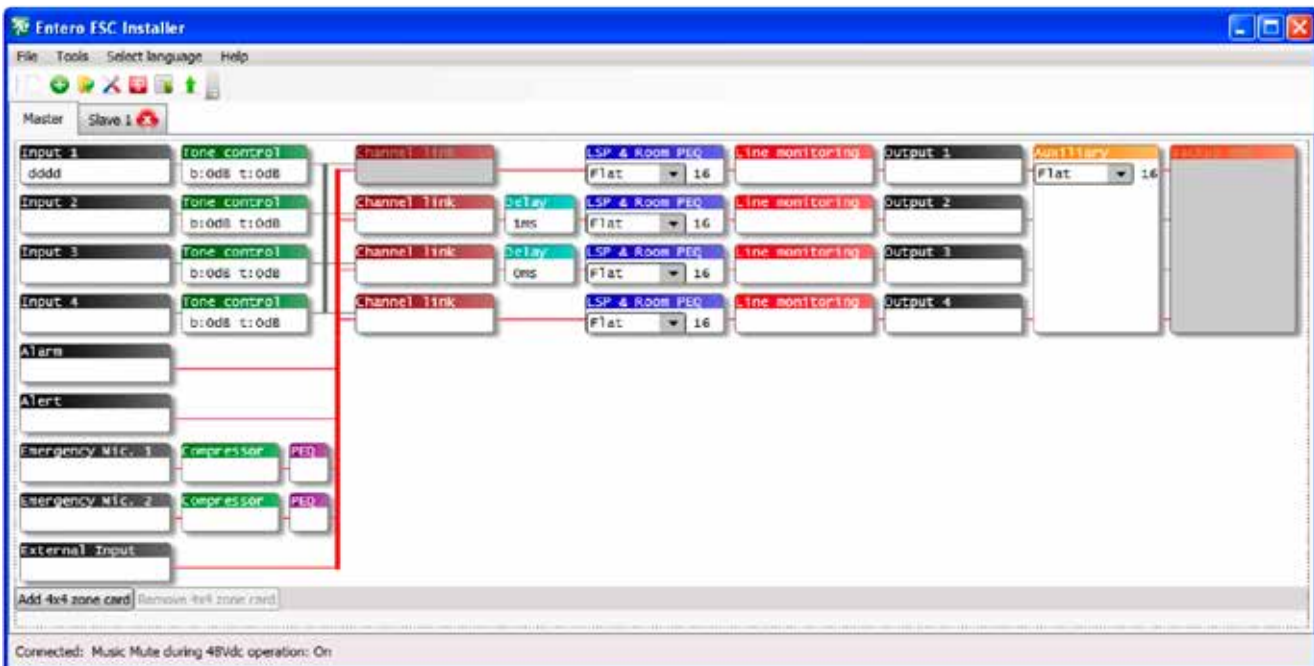 Entero ESC Installer
File Tools Select language Help
Master Slave 1
Input 1 Tone control Channel link LSP & Room PEQ Line monitoring Output 1 Auxiliary
dddd b:0dB t:0dB Flat 16 Flat 16
Input 2 Tone control Channel link Delay LSP & Room PEQ Line monitoring Output 2
b:0dB t:0dB 1ms Flat 16
Input 3 Tone control Channel link Delay LSP & Room PEQ Line monitoring Output 3
b:0dB t:0dB 0ms Flat 16
Input 4 Tone control Channel link LSP & Room PEQ Line monitoring Output 4
b:0dB t:0dB Flat 16
Alarm
Alert
Emergency Mic. 1 Compressor PEQ
Emergency Mic. 2 Compressor PEQ
External Input
Add 4x4 zone card Remove 4x4 zone card
Connected: Music Mute during 48Vdc operation: On